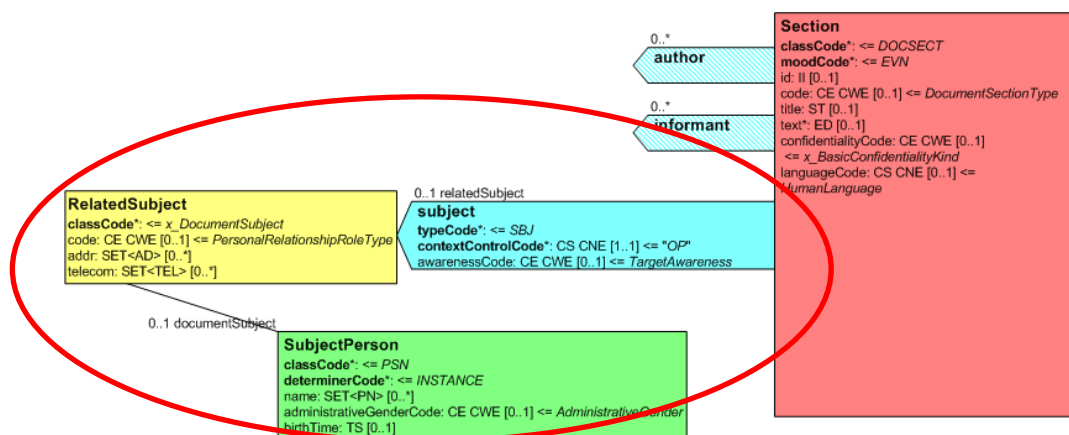 Section
classCode*: <= DOCSECT
moodCode*: <= EVN
id: II [0..1]
code: CE CWE [0..1] <= DocumentSectionType
title: ST [0..1]
text*: ED [0..1]
confidentialityCode: CE CWE [0..1]
<= x_BasicConfidentialityKind
languageCode: CS CNE [0..1] <=
HumanLanguage
0..*
author
0..*
informant
0..1 relatedSubject
subject
typeCode*: <= SBJ
contextControlCode*: CS CNE [1..1] <= "OP"
awarenessCode: CE CWE [0..1] <= TargetAwareness
RelatedSubject
classCode*: <= x_DocumentSubject
code: CE CWE [0..1] <= PersonalRelationshipRoleType
addr: SET<AD> [0..*]
telecom: SET<TEL> [0..*]
0..1 documentSubject
SubjectPerson
classCode*: <= PSN
determinerCode*: <= INSTANCE
name: SET<PN> [0..*]
administrativeGenderCode: CE CWE [0..1] <= AdministrativeGender
birthTime: TS [0..1]